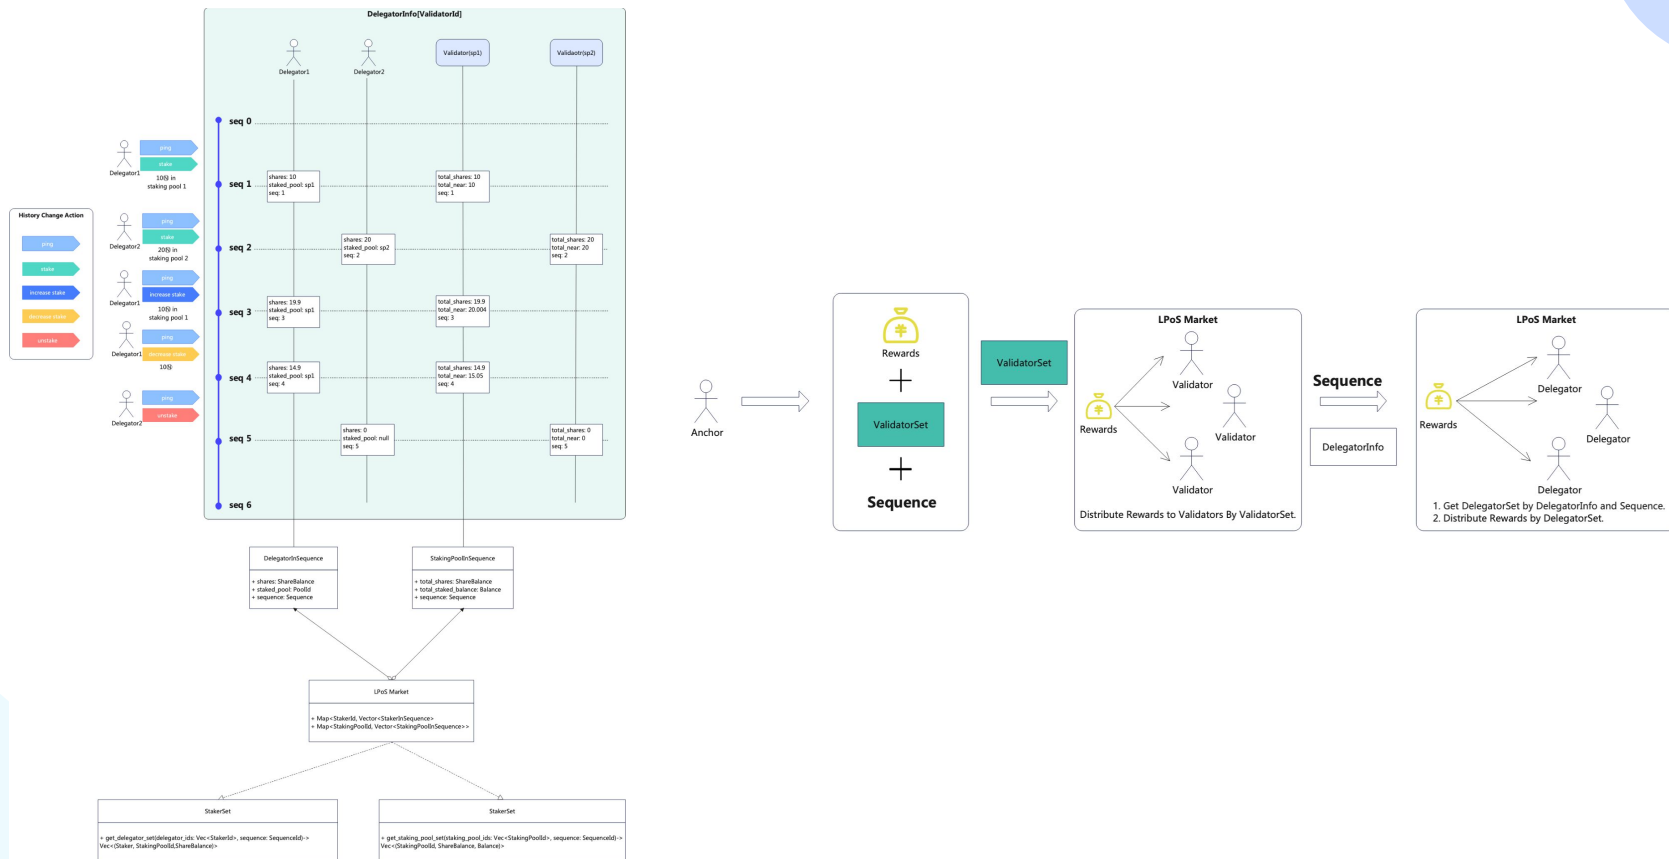 DelegatorInfo[ValidatorId]
Delegator1
Delegator2
Validator(sp1)
Validaotr(sp2)
seq 0
ping
stake
Delegator1
10Ⓝ in
staking pool 1
seq 1
shares: 10
staked_pool: sp1
seq: 1
total_shares: 10
total_near: 10
seq: 1
History Change Action
ping
stake
increase stake
decrease stake
unstake
ping
stake
Delegator2
20Ⓝ in
staking pool 2
seq 2
shares: 20
staked_pool: sp2
seq: 2
total_shares: 20
total_near: 20
seq: 2
ping
increase stake
Delegator1
10Ⓝ in
staking pool 1
seq 3
shares: 19.9
staked_pool: sp1
seq: 3
total_shares: 19.9
total_near: 20.004
seq: 3
ping
decrease stake
Delegator1
10Ⓝ
seq 4
shares: 14.9
staked_pool: sp1
seq: 4
total_shares: 14.9
total_near: 15.05
seq: 4
ping
unstake
Delegator2
seq 5
shares: 0
staked_pool: null
seq: 5
total_shares: 0
total_near: 0
seq: 5
seq 6
DelegatorInSequence
+ shares: ShareBalance
+ staked_pool: PoolId
+ sequence: Sequence
StakingPoolInSequence
+ total_shares: ShareBalance
+ total_staked_balance: Balance
+ sequence: Sequence
LPoS Market
+ Map<StakerId, Vector<StakerInSequence>
+ Map<StakingPoolId, Vector<StakingPoolInSequence>>
StakerSet
+ get_delegator_set(delegator_ids: Vec<StakerId>, sequence: SequenceId)->
Vec<(Staker, StakingPoolId,ShareBalance)>
StakerSet
+ get_staking_pool_set(staking_pool_ids: Vec<StakingPoolId>, sequence: SequenceId)->
Vec<(StakingPoolId, ShareBalance, Balance)>
Anchor
Rewards
+
ValidatorSet
+
Sequence
ValidatorSet
LPoS Market
Rewards
Validator
Validator
Validator
Distribute Rewards to Validators By ValidatorSet.
Sequence
DelegatorInfo
LPoS Market
Rewards
Delegator
Delegator
Delegator
1. Get DelegatorSet by DelegatorInfo and Sequence.
2. Distribute Rewards by DelegatorSet.